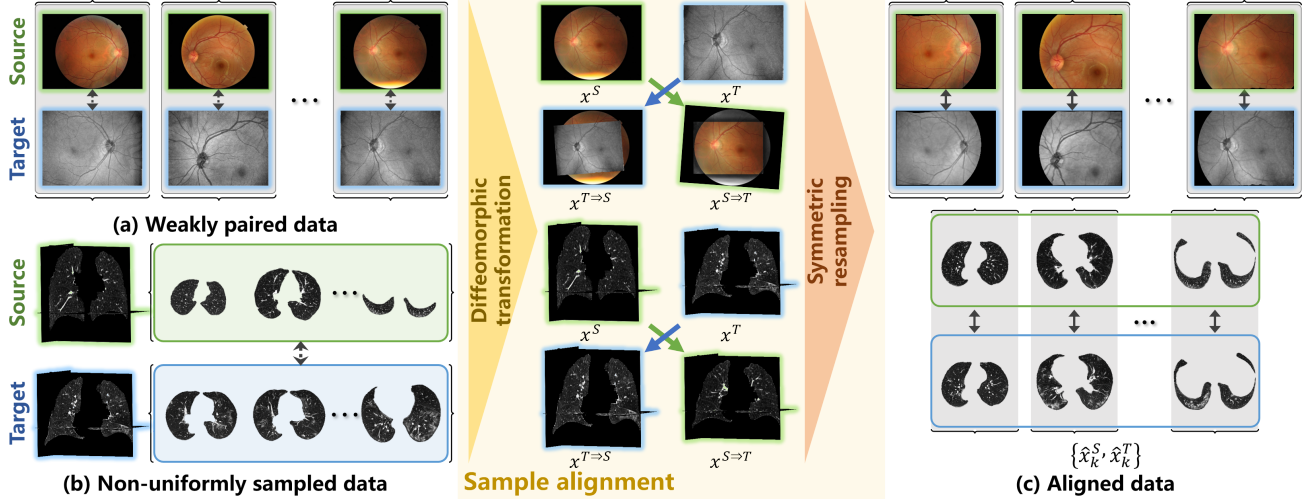 Source
Target
(a) Weakly paired data
Source
Target
(b) Non-uniformly sampled data
Diffeomorphic
transformation
x^S
x^T
x^{T⇒S}
x^{S⇒T}
x^S
x^T
x^{T⇒S}
x^{S⇒T}
Sample alignment
Symmetric
resampling
{x̂_k^S, x̂_k^T}
(c) Aligned data